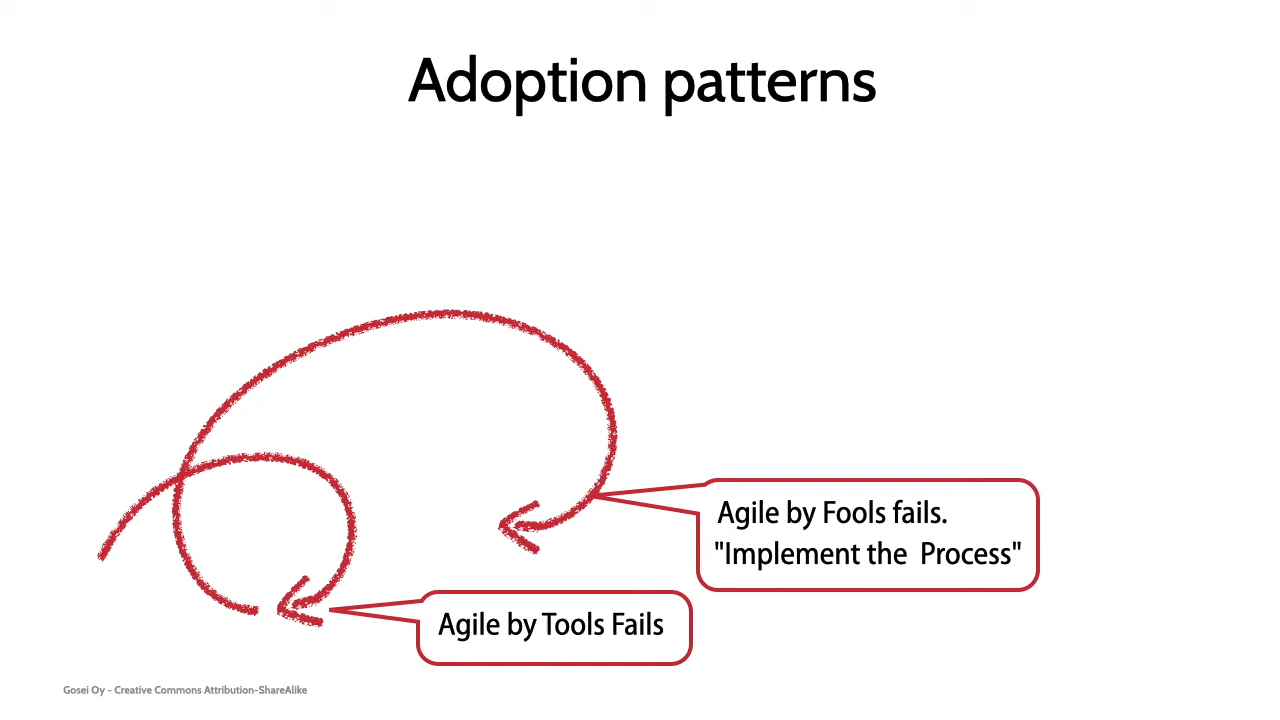 Adoption patterns
Agile by Fools fails.
"Implement the Process"
Agile by Tools Fails
Gosei Oy - Creative Commons Attribution-ShareAlike